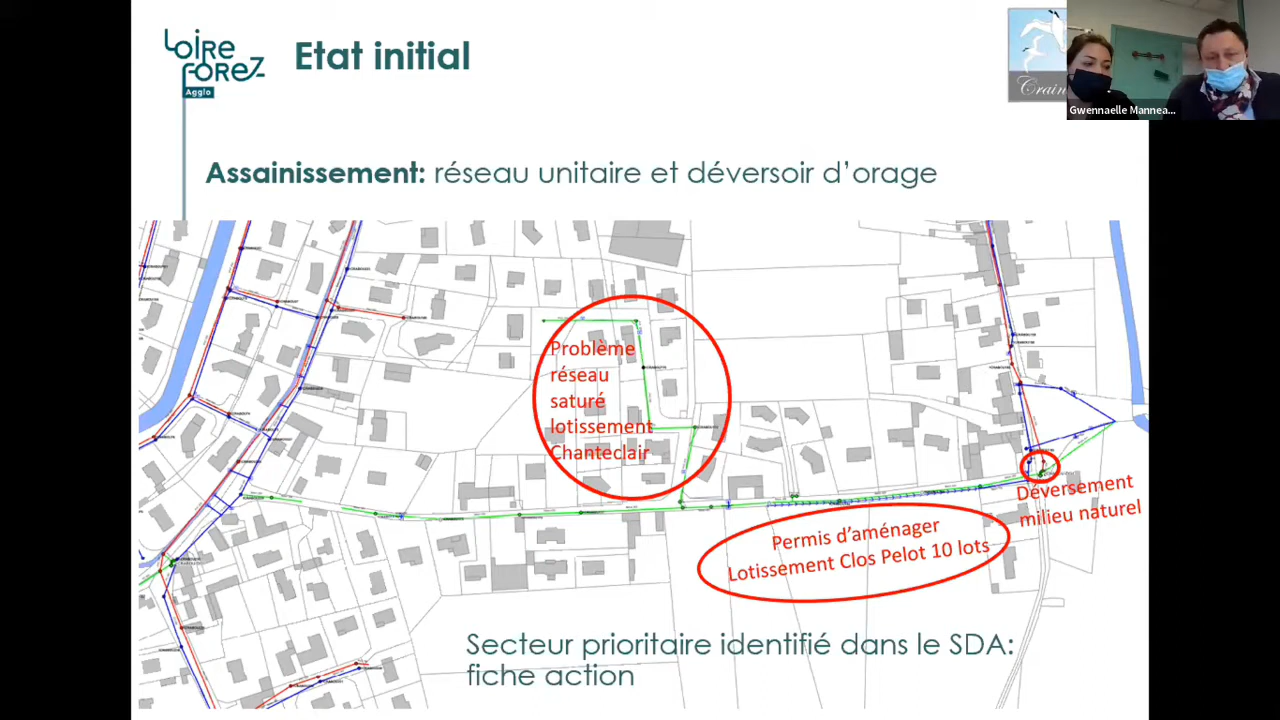 Loire
Forez
Agglo
Etat initial
Gwennaelle Mannea...
Assainissement: réseau unitaire et déversoir d'orage
Problème
réseau
saturé
lotissement
Chanteclair
Déversement
milieu naturel
Permis d'aménager
Lotissement Clos Pelot 10 lots
Secteur prioritaire identifié dans le SDA:
fiche action